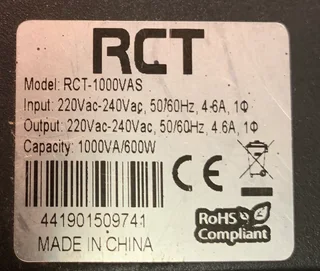 RCT
Model: RCT-1000VAS
Input: 220Vac-240Vac, 50/60Hz, 4.6A, 1Φ
Output: 220Vac-240Vac, 50/60Hz, 4.6A, 1Φ
Capacity: 1000VA/600W
CE
441901509741
RoHS
Compliant
MADE IN CHINA